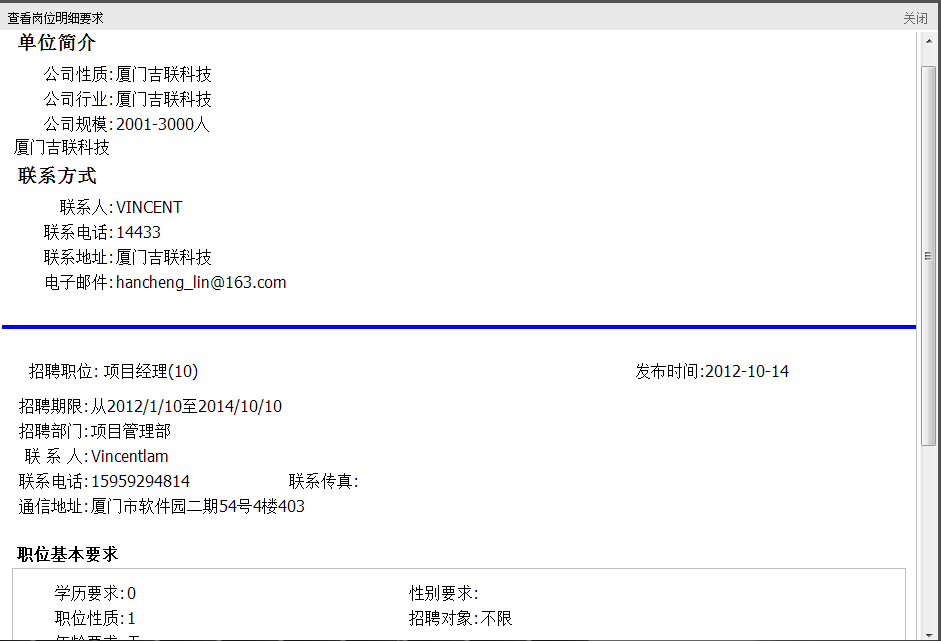 查看岗位明细要求 关闭
单位简介
公司性质:厦门吉联科技
公司行业:厦门吉联科技
公司规模:2001-3000人
厦门吉联科技
联系方式
联系人:VINCENT
联系电话:14433
联系地址:厦门吉联科技
电子邮件:hancheng_lin@163.com
招聘职位: 项目经理(10) 发布时间:2012-10-14
招聘期限:从2012/1/10至2014/10/10
招聘部门:项目管理部
联 系 人:Vincentlam
联系电话:15959294814 联系传真:
通信地址:厦门市软件园二期54号4楼403
职位基本要求
学历要求:0 性别要求:
职位性质:1 招聘对象:不限